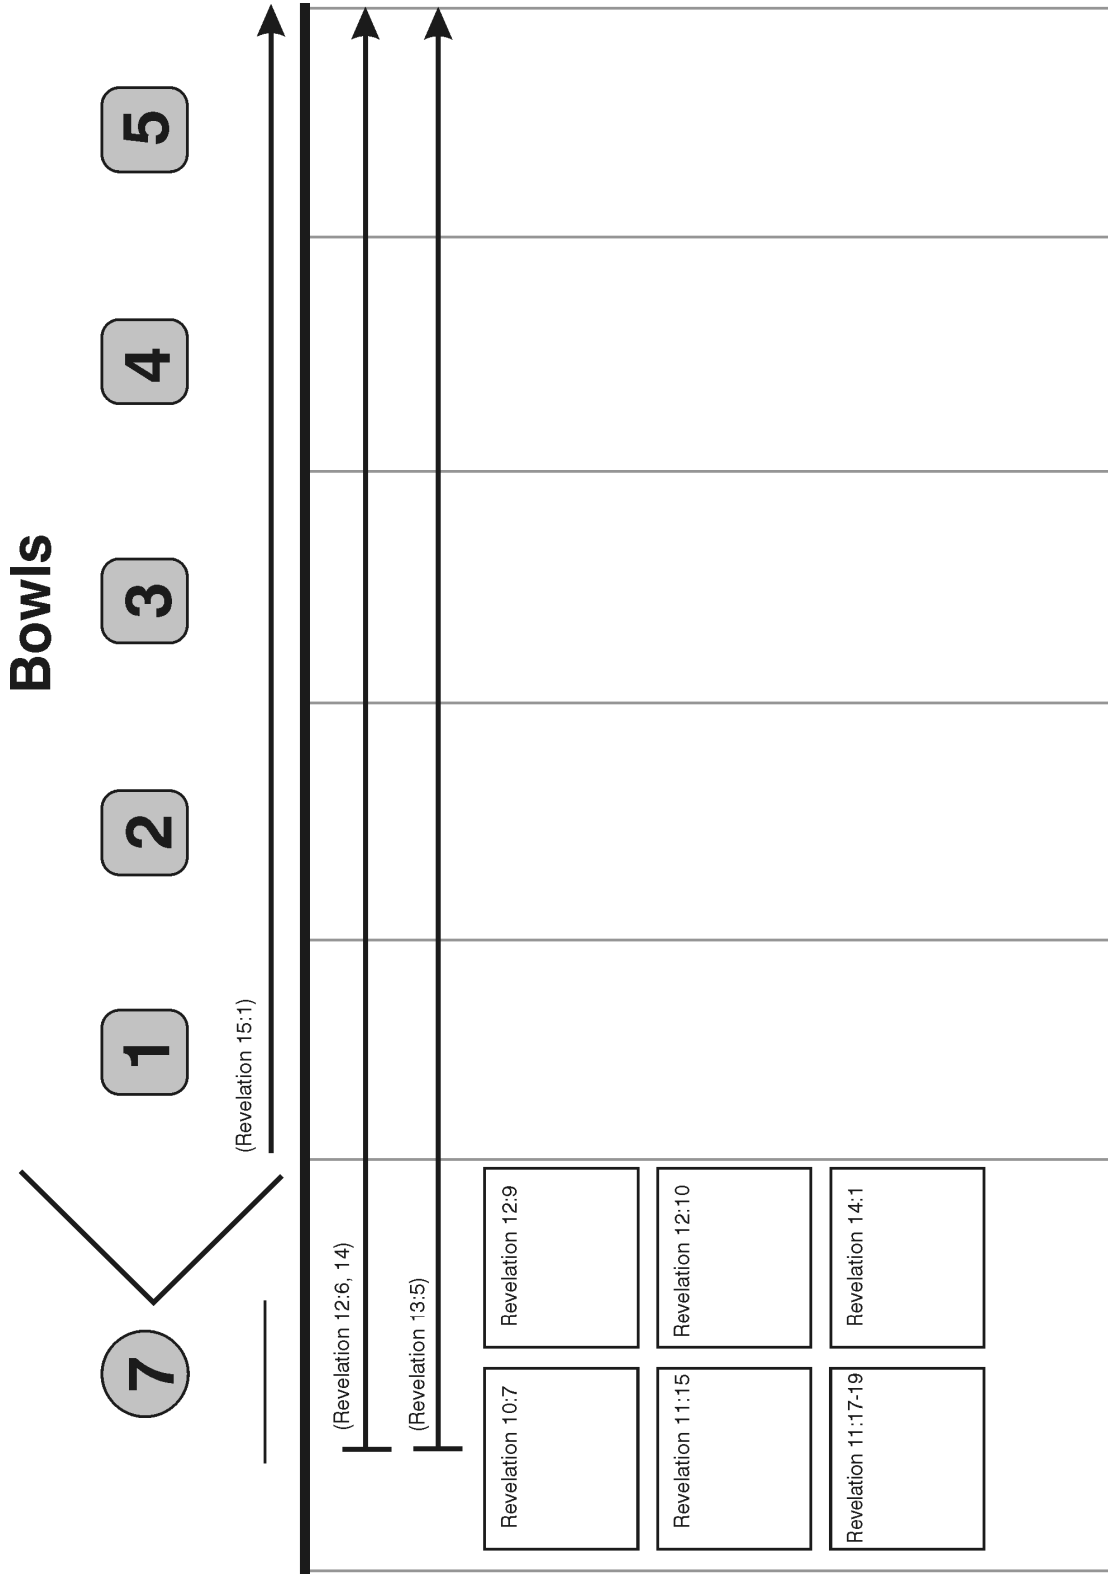 Bowls
7
1
2
3
4
5
(Revelation 15:1)
(Revelation 12:6, 14)
(Revelation 13:5)
Revelation 10:7
Revelation 12:9
Revelation 11:15
Revelation 12:10
Revelation 11:17-19
Revelation 14:1